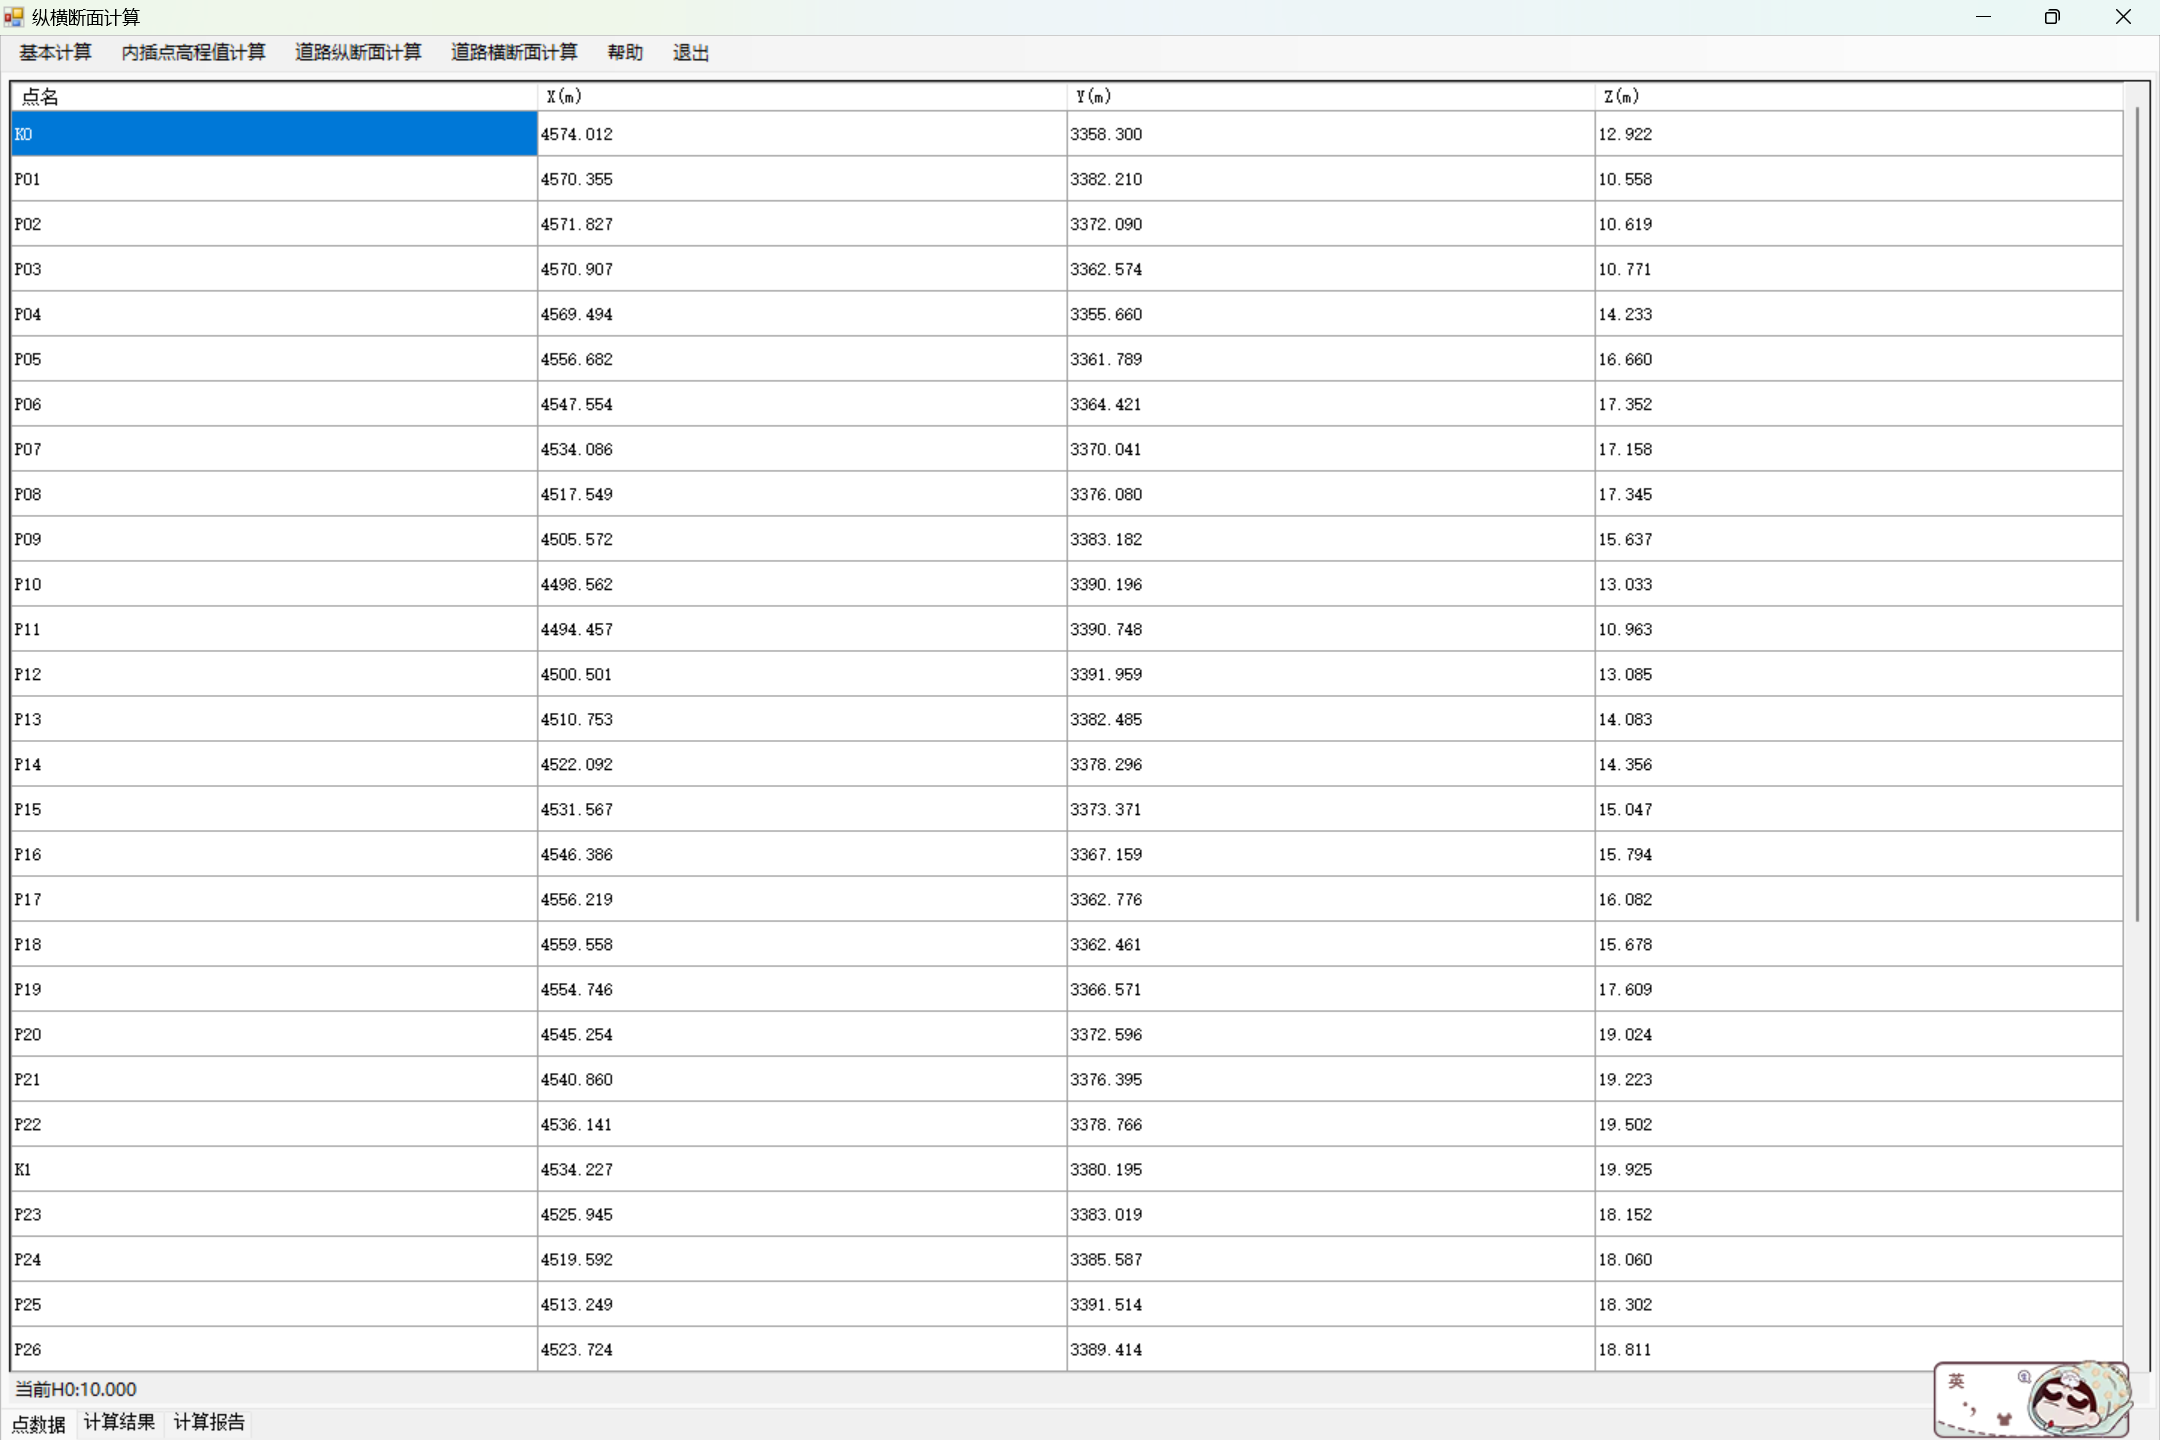 纵横断面计算
基本计算 内插点高程值计算 道路纵断面计算 道路横断面计算 帮助 退出
点名 X(m) Y(m) Z(m)
K0 4574.012 3358.300 12.922
P01 4570.355 3382.210 10.558
P02 4571.827 3372.090 10.619
P03 4570.907 3362.574 10.771
P04 4569.494 3355.660 14.233
P05 4556.682 3361.789 16.660
P06 4547.554 3364.421 17.352
P07 4534.086 3370.041 17.158
P08 4517.549 3376.080 17.345
P09 4505.572 3383.182 15.637
P10 4498.562 3390.196 13.033
P11 4494.457 3390.748 10.963
P12 4500.501 3391.959 13.085
P13 4510.753 3382.485 14.083
P14 4522.092 3378.296 14.356
P15 4531.567 3373.371 15.047
P16 4546.386 3367.159 15.794
P17 4556.219 3362.776 16.082
P18 4559.558 3362.461 15.678
P19 4554.746 3366.571 17.609
P20 4545.254 3372.596 19.024
P21 4540.860 3376.395 19.223
P22 4536.141 3378.766 19.502
K1 4534.227 3380.195 19.925
P23 4525.945 3383.019 18.152
P24 4519.592 3385.587 18.060
P25 4513.249 3391.514 18.302
P26 4523.724 3389.414 18.811
当前H0:10.000
英
点数据 计算结果 计算报告